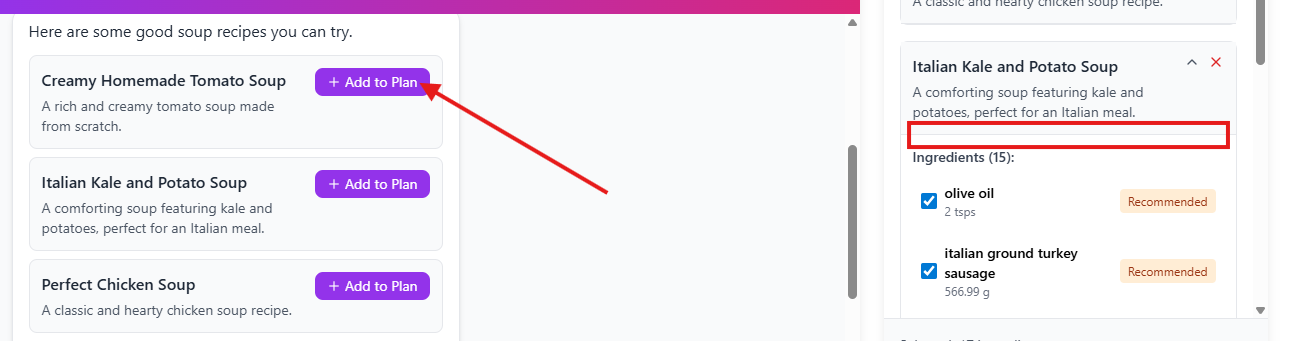 Here are some good soup recipes you can try.
Creamy Homemade Tomato Soup
+ Add to Plan
A rich and creamy tomato soup made
from scratch.
Italian Kale and Potato Soup
+ Add to Plan
A comforting soup featuring kale and
potatoes, perfect for an Italian meal.
Perfect Chicken Soup
+ Add to Plan
A classic and hearty chicken soup recipe.
A classic and hearty chicken soup recipe.
Italian Kale and Potato Soup
A comforting soup featuring kale and
potatoes, perfect for an Italian meal.
Ingredients (15):
olive oil
2 tsps
Recommended
italian ground turkey
sausage
566.99 g
Recommended